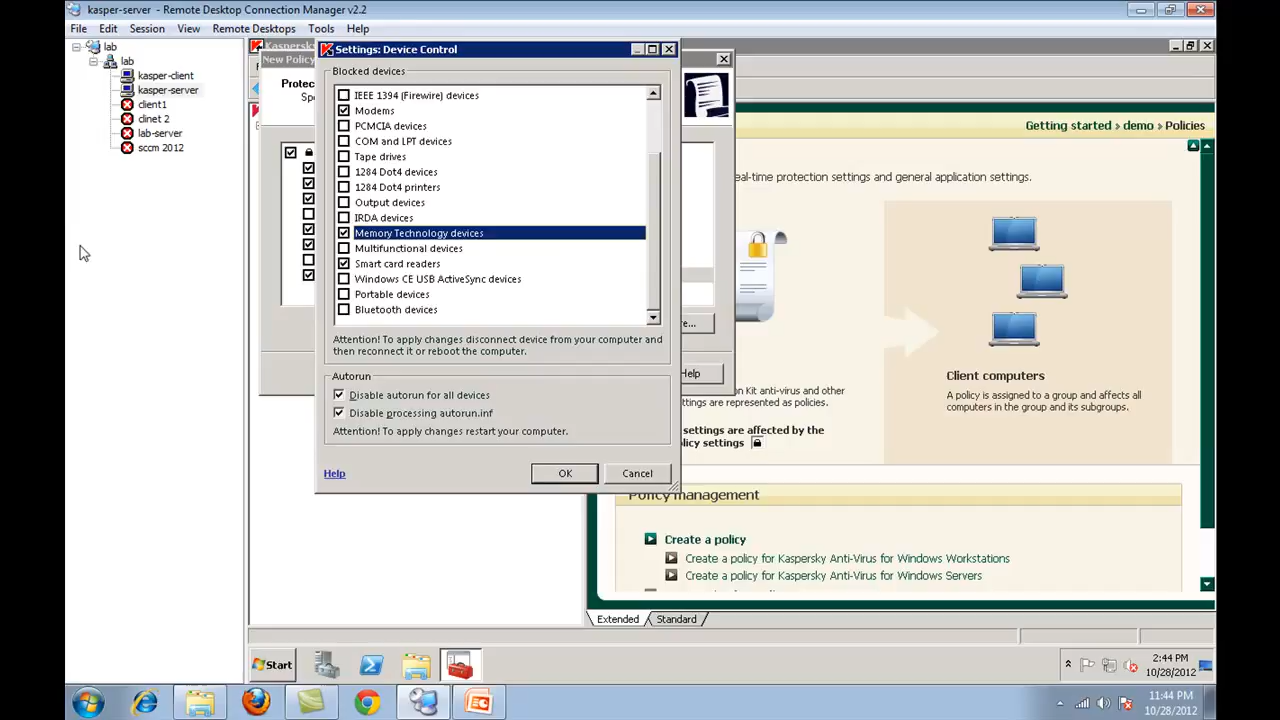 kasper-server - Remote Desktop Connection Manager v2.2
File Edit Session View Remote Desktops Tools Help
lab
lab
kasper-client
kasper-server
client1
clinet 2
lab-server
sccm 2012
Kaspersky
New Policy
Settings: Device Control
Blocked devices
IEEE 1394 (Firewire) devices
Modems
PCMCIA devices
COM and LPT devices
Tape drives
1284 Dot4 devices
1284 Dot4 printers
Output devices
IRDA devices
Memory Technology devices
Multifunctional devices
Smart card readers
Windows CE USB ActiveSync devices
Portable devices
Bluetooth devices
Attention! To apply changes disconnect device from your computer and
then reconnect it or reboot the computer.
Autorun
Disable autorun for all devices
Disable processing autorun.inf
Attention! To apply changes restart your computer.
Help
OK
Cancel
Help
Getting started > demo > Policies
eal-time protection settings and general application settings.
Client computers
A policy is assigned to a group and affects all
computers in the group and its subgroups.
on Kit anti-virus and other
settings are represented as policies.
settings are affected by the
licy settings
Policy management
Create a policy
Create a policy for Kaspersky Anti-Virus for Windows Workstations
Create a policy for Kaspersky Anti-Virus for Windows Servers
Extended Standard
Start
2:44 PM
10/28/2012
11:44 PM
10/28/2012